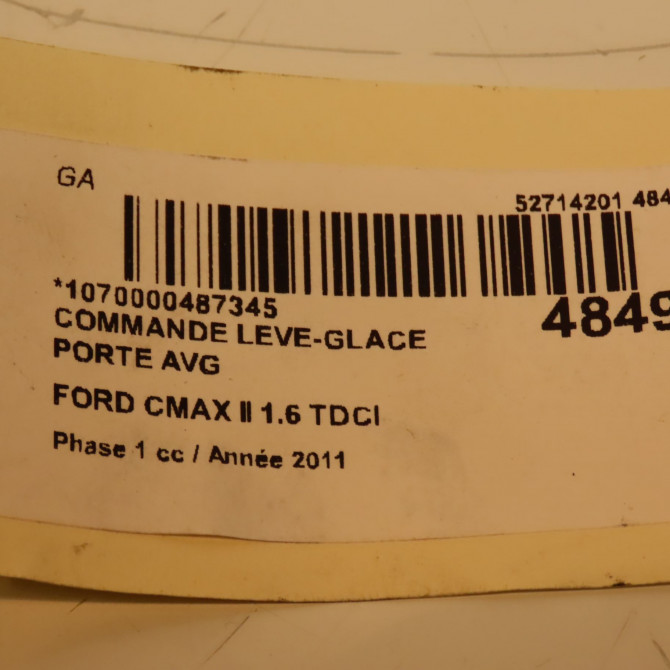 GA
52714201 484
*1070000487345
4849
COMMANDE LEVE-GLACE
PORTE AVG
FORD CMAX II 1.6 TDCI
Phase 1 cc / Année 2011